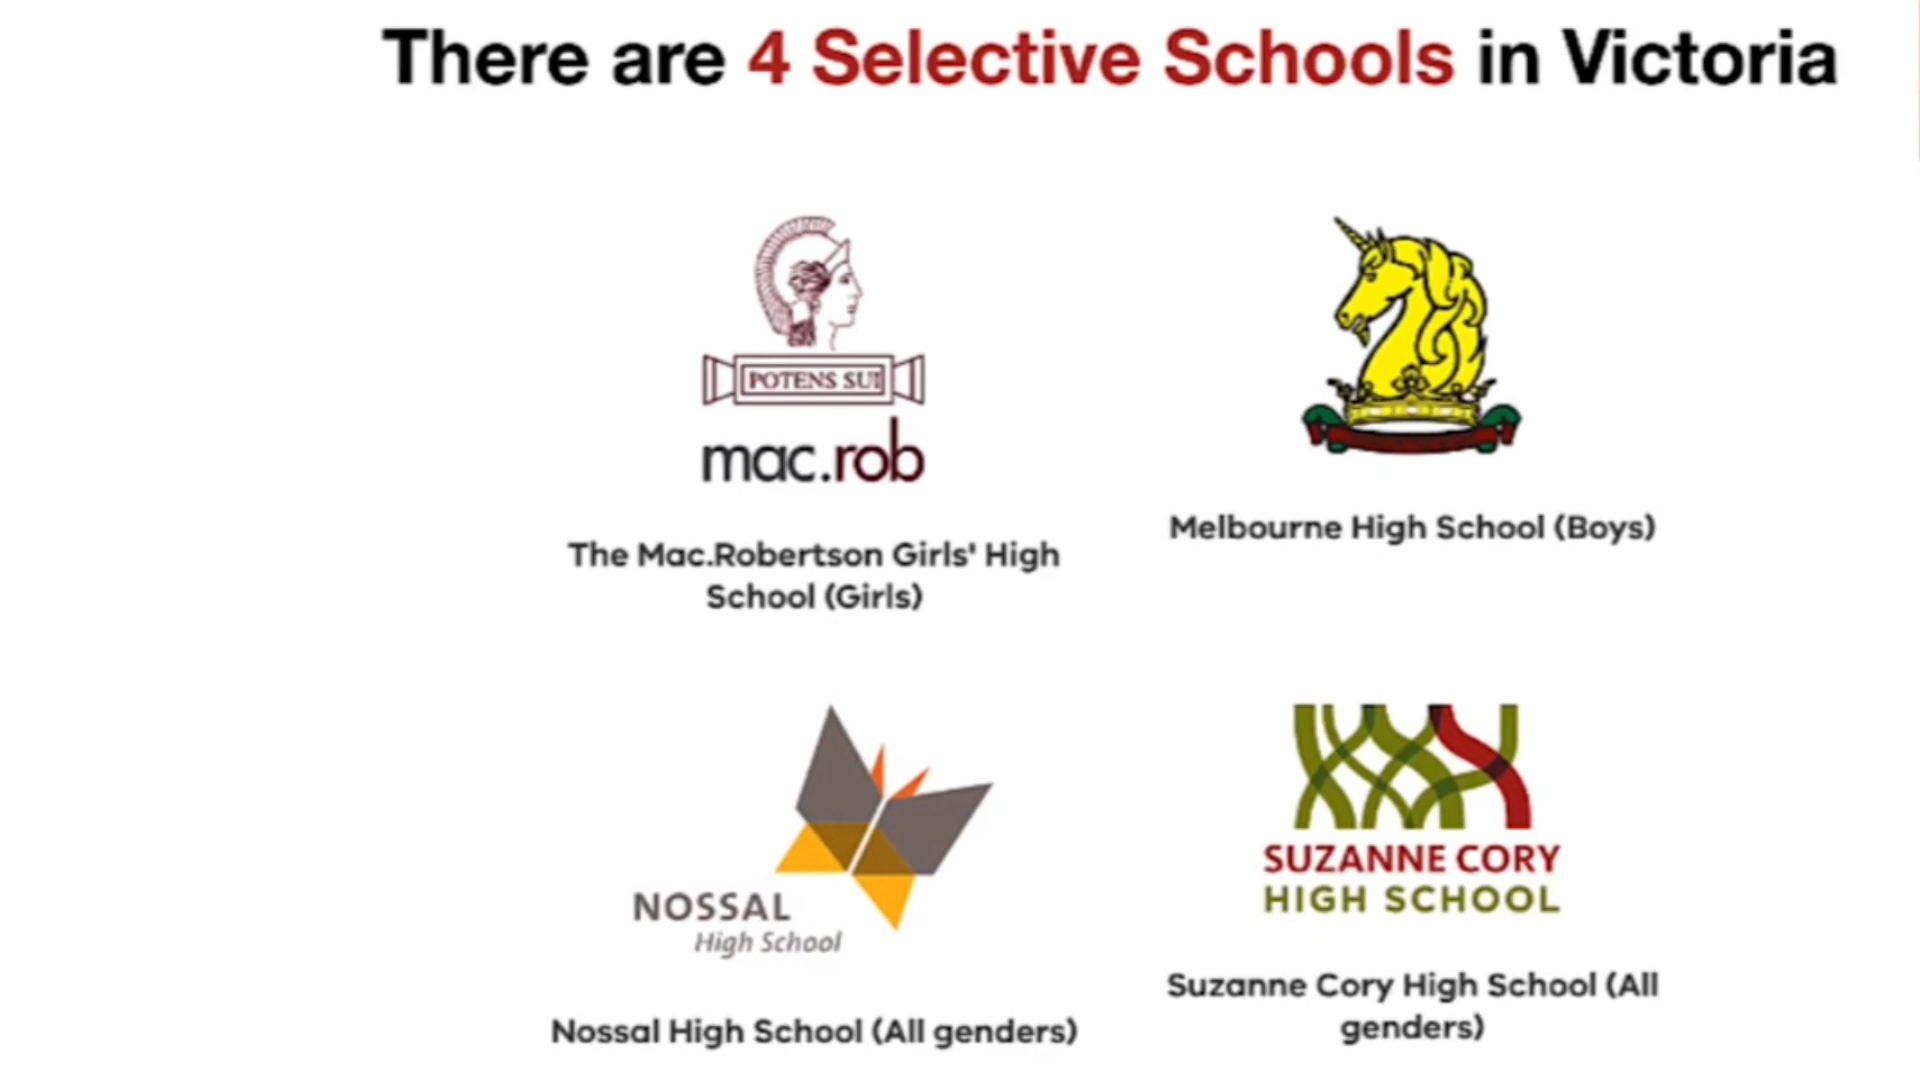 There are 4 Selective Schools in Victoria
POTENS SUI
mac.rob
The Mac.Robertson Girls' High
School (Girls)
Melbourne High School (Boys)
NOSSAL
High School
Nossal High School (All genders)
SUZANNE CORY
HIGH SCHOOL
Suzanne Cory High School (All
genders)